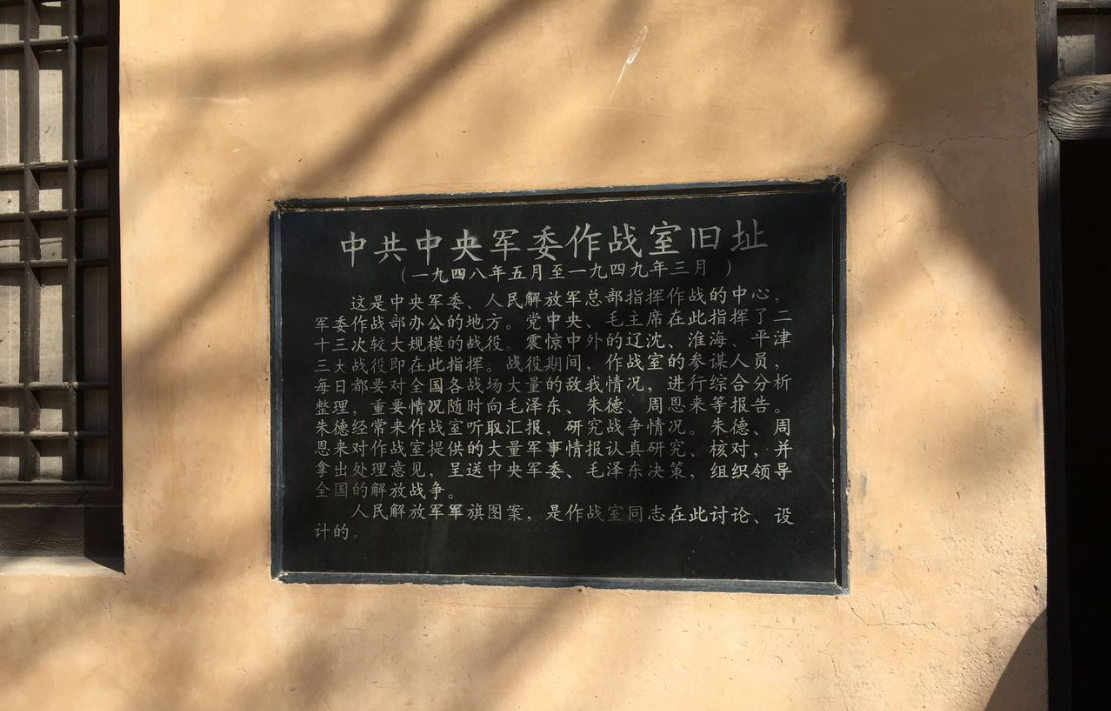 中共中央军委作战室旧址
（一九四八年五月至一九四九年三月）
这是中央军委、人民解放军总部指挥作战的中心，
军委作战部办公的地方。党中央、毛主席在此指挥了二
十三次较大规模的战役。震惊中外的辽沈、淮海、平津
三大战役即在此指挥。战役期间，作战室的参谋人员，
每日都要对全国各战场大量的敌我情况，进行综合分析
整理，重要情况随时向毛泽东、朱德、周恩来等报告。
朱德经常来作战室听取汇报，研究战争情况。朱德、周
恩来对作战室提供的大量军事情报认真研究、核对，并
拿出处理意见，呈送中央军委、毛泽东决策，组织领导
全国的解放战争。
人民解放军军旗图案，是作战室同志在此讨论、设
计的。